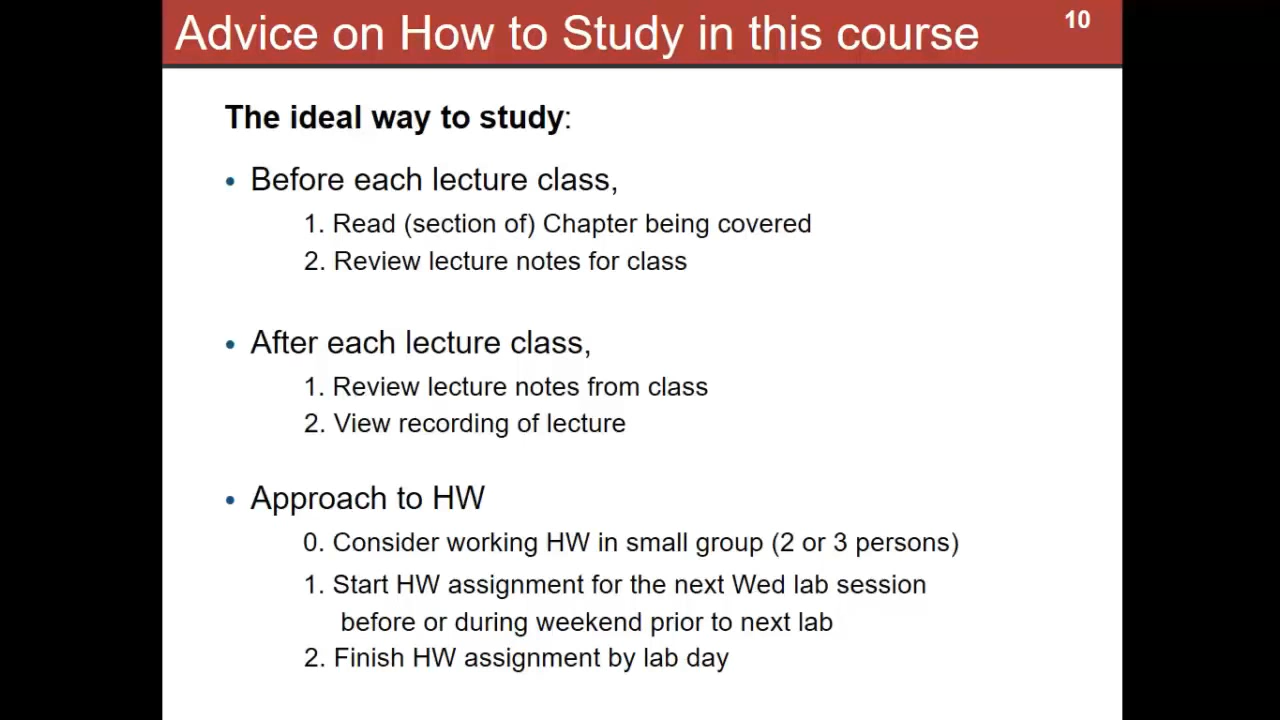 Advice on How to Study in this course
10
The ideal way to study:
• Before each lecture class,
1. Read (section of) Chapter being covered
2. Review lecture notes for class
• After each lecture class,
1. Review lecture notes from class
2. View recording of lecture
• Approach to HW
0. Consider working HW in small group (2 or 3 persons)
1. Start HW assignment for the next Wed lab session
before or during weekend prior to next lab
2. Finish HW assignment by lab day